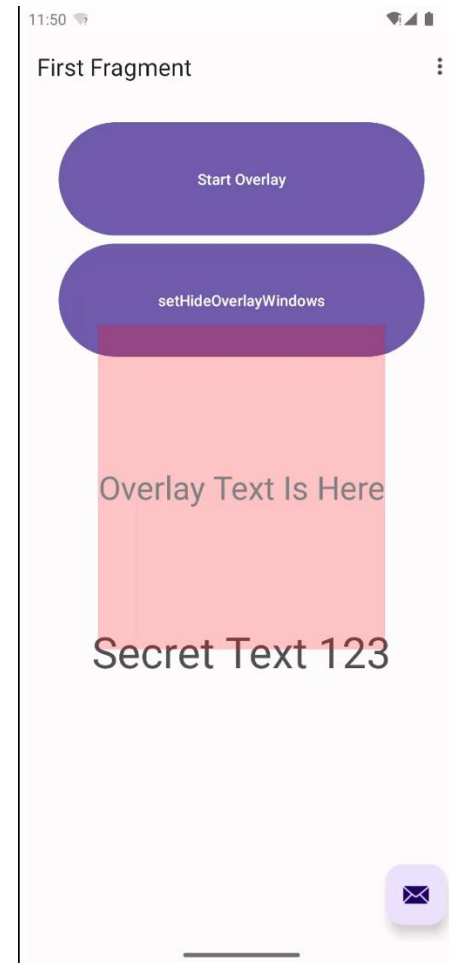 11:50
First Fragment
Start Overlay
setHideOverlayWindows
Overlay Text Is Here
Secret Text 123